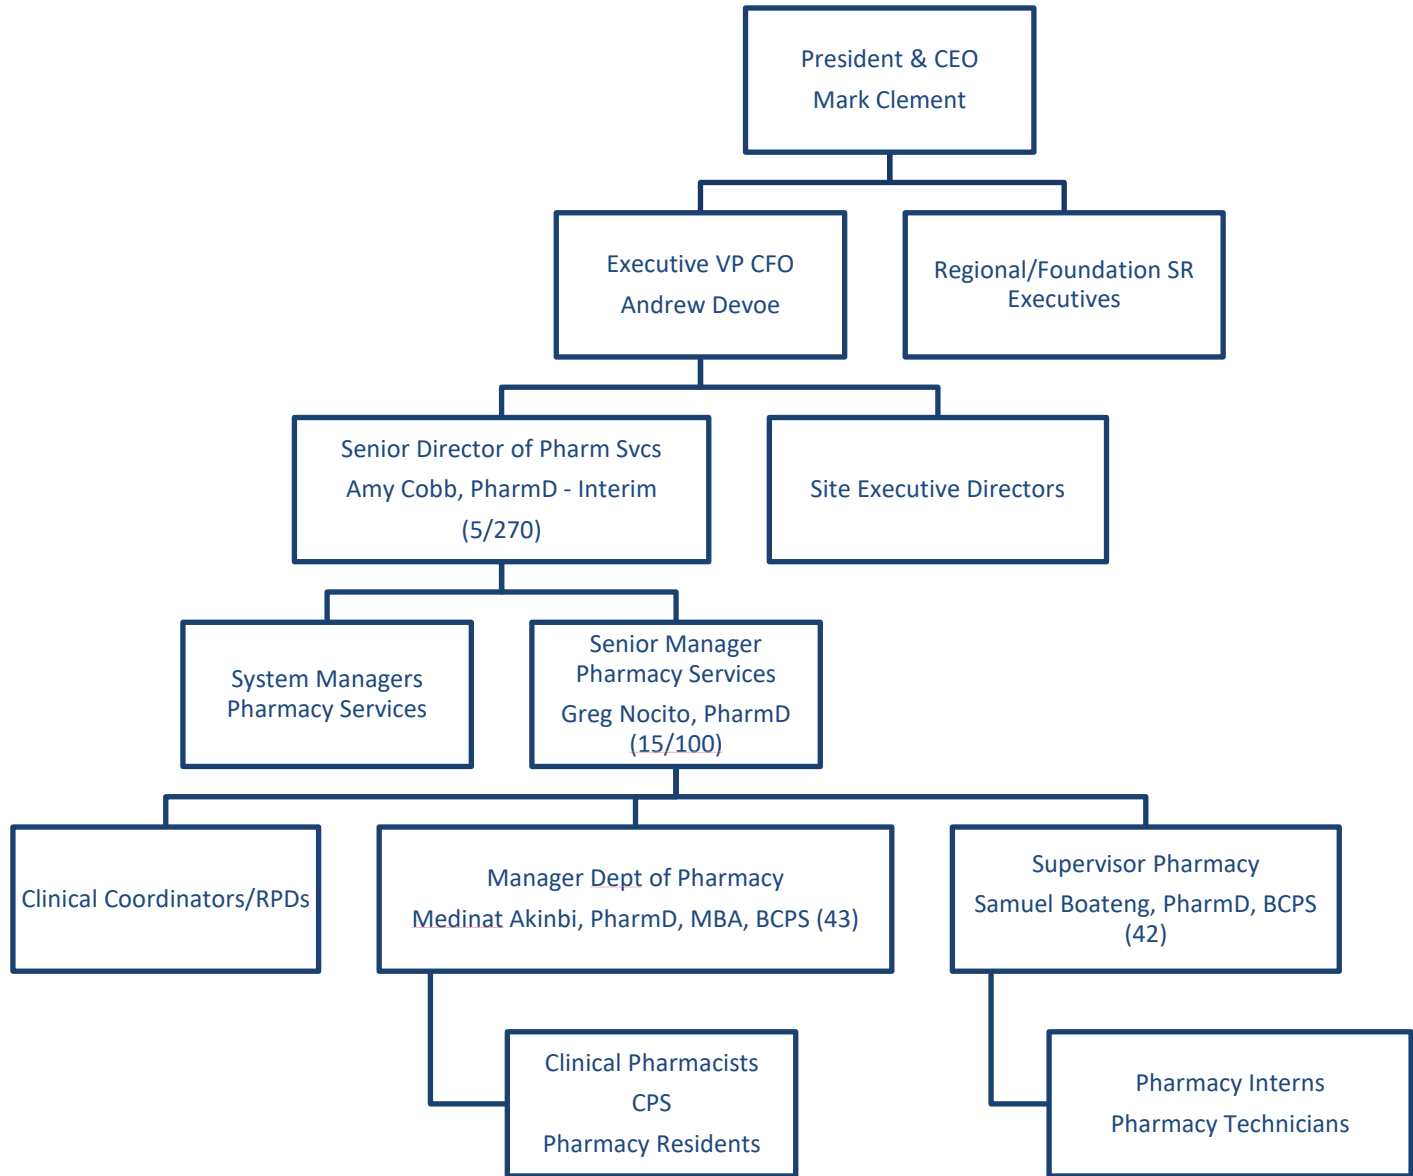 President & CEO
Mark Clement
Executive VP CFO
Andrew Devoe
Regional/Foundation SR
Executives
Senior Director of Pharm Svcs
Amy Cobb, PharmD - Interim
(5/270)
Site Executive Directors
System Managers
Pharmacy Services
Senior Manager
Pharmacy Services
Greg Nocito, PharmD
(15/100)
Clinical Coordinators/RPDs
Manager Dept of Pharmacy
Medinat Akinbi, PharmD, MBA, BCPS (43)
Supervisor Pharmacy
Samuel Boateng, PharmD, BCPS
(42)
Clinical Pharmacists
CPS
Pharmacy Residents
Pharmacy Interns
Pharmacy Technicians